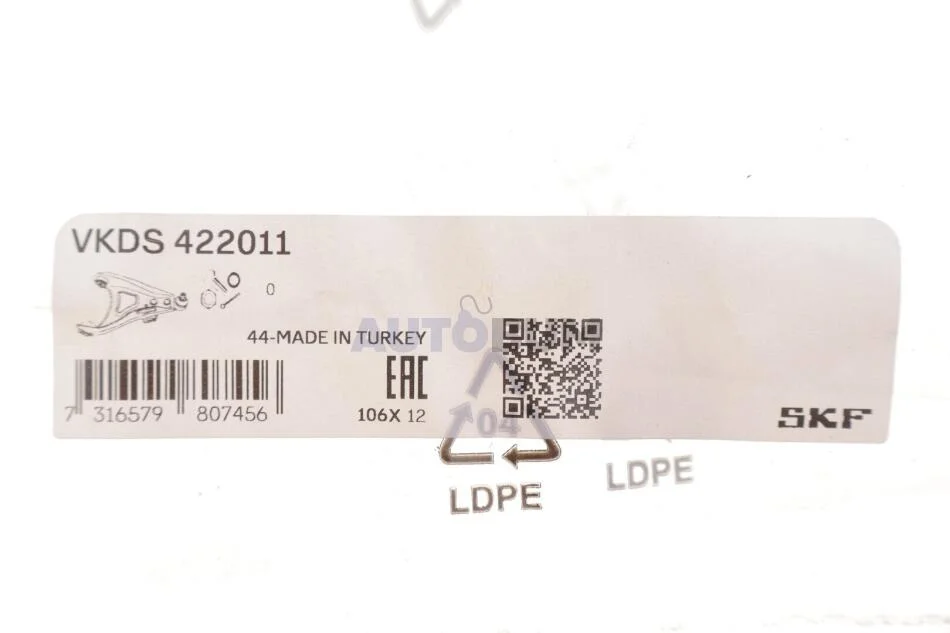 VKDS 422011
0
44-MADE IN TURKEY
EAC
7 316579 807456
106X 12
SKF
04
LDPE
LDPE